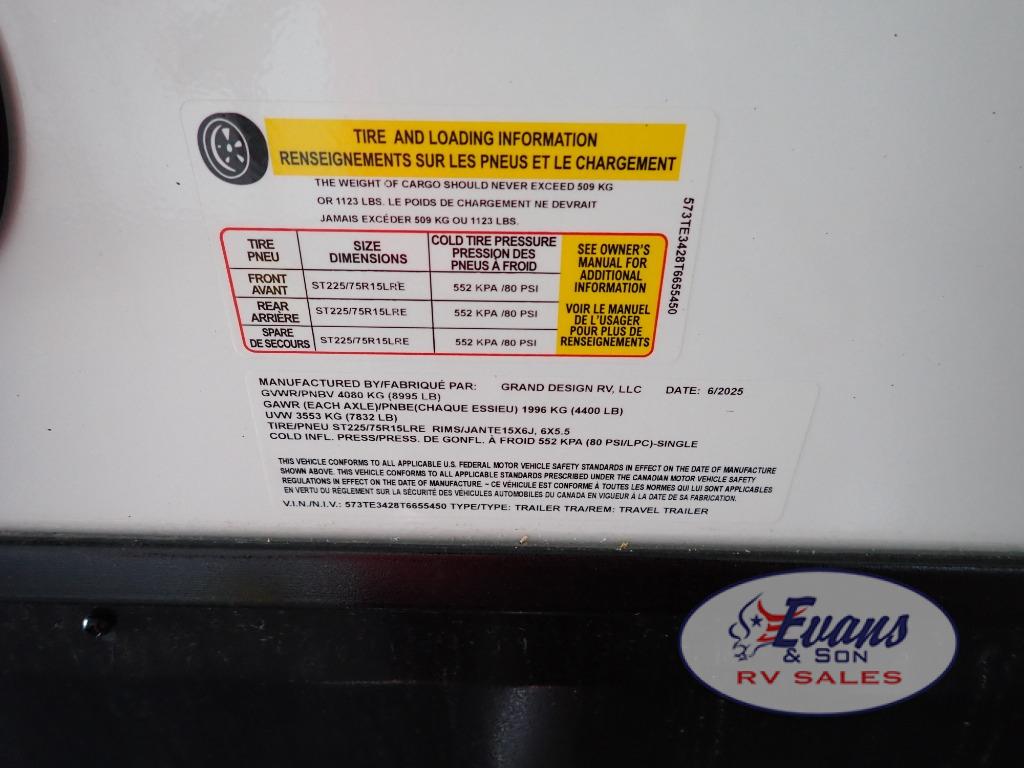 TIRE AND LOADING INFORMATION
RENSEIGNEMENTS SUR LES PNEUS ET LE CHARGEMENT
THE WEIGHT OF CARGO SHOULD NEVER EXCEED 509 KG
OR 1123 LBS. LE POIDS DE CHARGEMENT NE DEVRAIT
JAMAIS EXCÉDER 509 KG OU 1123 LBS.
TIRE
PNEU
SIZE
DIMENSIONS
COLD TIRE PRESSURE
PRESSION DES
PNEUS À FROID
FRONT
AVANT
ST225/75R15LRE
552 KPA /80 PSI
REAR
ARRIÈRE
ST225/75R15LRE
552 KPA /80 PSI
SPARE
DE SECOURS
ST225/75R15LRE
552 KPA /80 PSI
SEE OWNER'S
MANUAL FOR
ADDITIONAL
INFORMATION
VOIR LE MANUEL
DE L'USAGER
POUR PLUS DE
RENSEIGNEMENTS
573TE3428T6655450
MANUFACTURED BY/FABRIQUÉ PAR: GRAND DESIGN RV, LLC DATE: 6/2025
GVWR/PNBV 4080 KG (8995 LB)
GAWR (EACH AXLE)/PNBE(CHAQUE ESSIEU) 1996 KG (4400 LB)
UVW 3553 KG (7832 LB)
TIRE/PNEU ST225/75R15LRE RIMS/JANTE15X6J, 6X5.5
COLD INFL. PRESS/PRESS. DE GONFL. À FROID 552 KPA (80 PSI/LPC)-SINGLE
THIS VEHICLE CONFORMS TO ALL APPLICABLE U.S. FEDERAL MOTOR VEHICLE SAFETY STANDARDS IN EFFECT ON THE DATE OF MANUFACTURE
SHOWN ABOVE. THIS VEHICLE CONFORMS TO ALL APPLICABLE STANDARDS PRESCRIBED UNDER THE CANADIAN MOTOR VEHICLE SAFETY
REGULATIONS IN EFFECT ON THE DATE OF MANUFACTURE. – CE VÉHICULE EST CONFORME À TOUTES LES NORMES QUI LUI SONT APPLICABLES
EN VERTU DU RÈGLEMENT SUR LA SÉCURITÉ DES VÉHICULES AUTOMOBILES DU CANADA EN VIGUEUR À LA DATE DE SA FABRICATION.
V.I.N./N.I.V.: 573TE3428T6655450 TYPE/TYPE: TRAILER TRA/REM: TRAVEL TRAILER
Evans
& SON
RV SALES